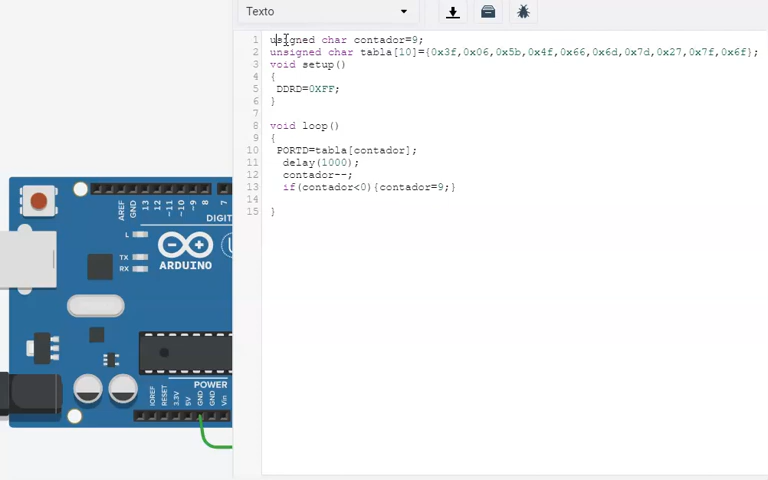 Texto
1 usigned char contador=9;
2 unsigned char tabla[10]={0x3f,0x06,0x5b,0x4f,0x66,0x6d,0x7d,0x27,0x7f,0x6f};
3 void setup()
4 {
5 DDRD=0XFF;
6 }
7
8 void loop()
9 {
10 PORTD=tabla[contador];
11 delay(1000);
12 contador--;
13 if(contador<0){contador=9;}
14
15 }
AREF
GND
13
12
~11
~10
~9
8
7
DIGIT
L
TX
RX
ARDUINO
POWER
IOREF
RESET
3.3V
5V
GND
GND
Vin